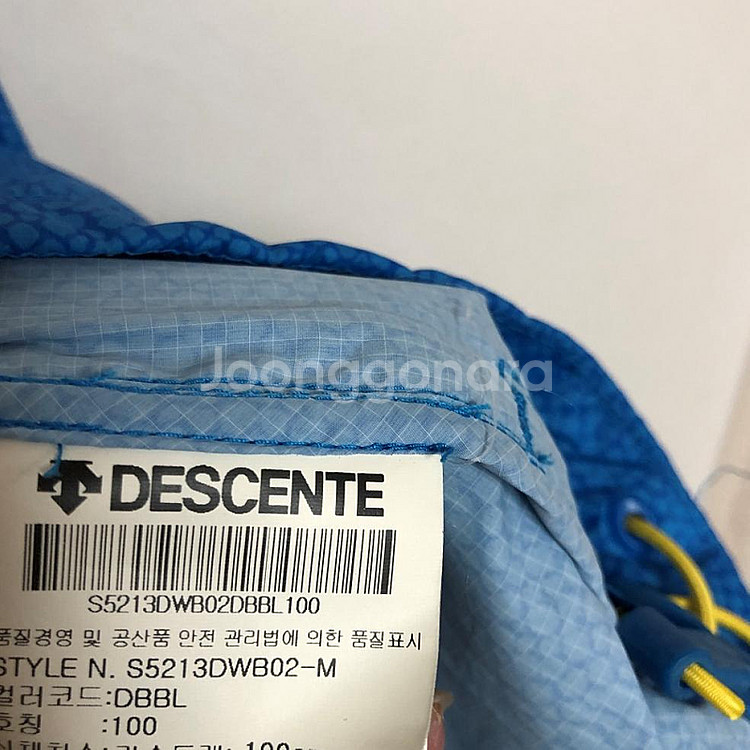 Joonggonara
DESCENTE
S5213DWB02DBBL100
품질경영 및 공산품 안전 관리법에 의한 품질표시
STYLE N. S5213DWB02-M
컬러코드:DBBL
호칭 :100